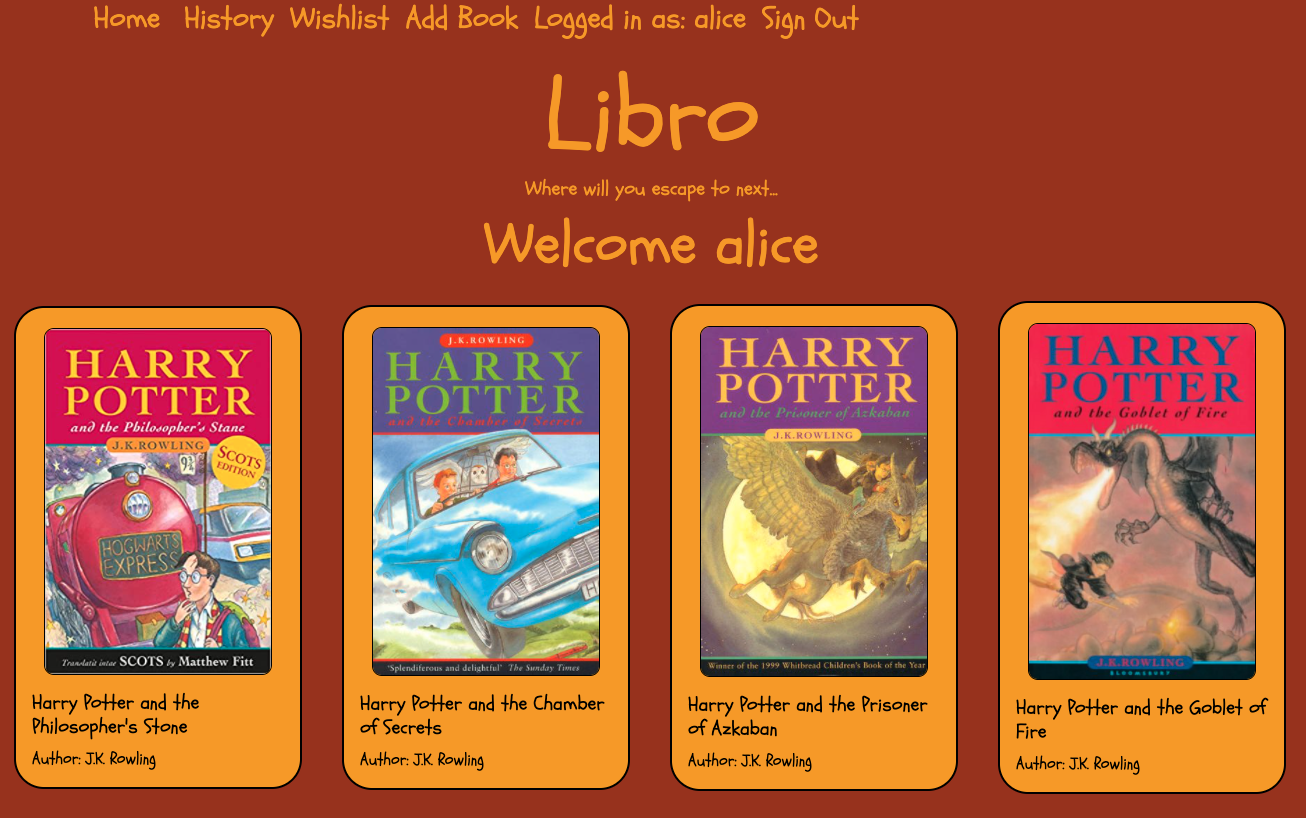 Home History Wishlist Add Book Logged in as: alice Sign Out
Libro
Where will you escape to next...
Welcome alice
HARRY
POTTER
and the Philosopher's Stane
J.K.ROWLING
9¾
SCOTS
EDITION
HOGWARTS
EXPRESS
Translatit intae SCOTS by Matthew Fitt
Harry Potter and the
Philosopher's Stone
Author: J.K. Rowling
J.K.ROWLING
HARRY
POTTER
and the Chamber of Secrets
'Splendiferous and delightful' The Sunday Times
Harry Potter and the Chamber
of Secrets
Author: J.K. Rowling
HARRY
POTTER
and the Prisoner of Azkaban
J.K.ROWLING
Winner of the 1999 Whitbread Children's Book of the Year
Harry Potter and the Prisoner
of Azkaban
Author: J.K. Rowling
HARRY
POTTER
and the Goblet of Fire
J.K.ROWLING
BLOOMSBURY
Harry Potter and the Goblet of
Fire
Author: J.K. Rowling